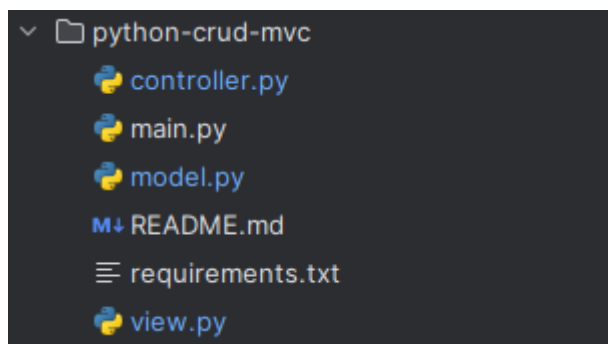 python-crud-mvc
controller.py
main.py
model.py
M↓ README.md
requirements.txt
view.py